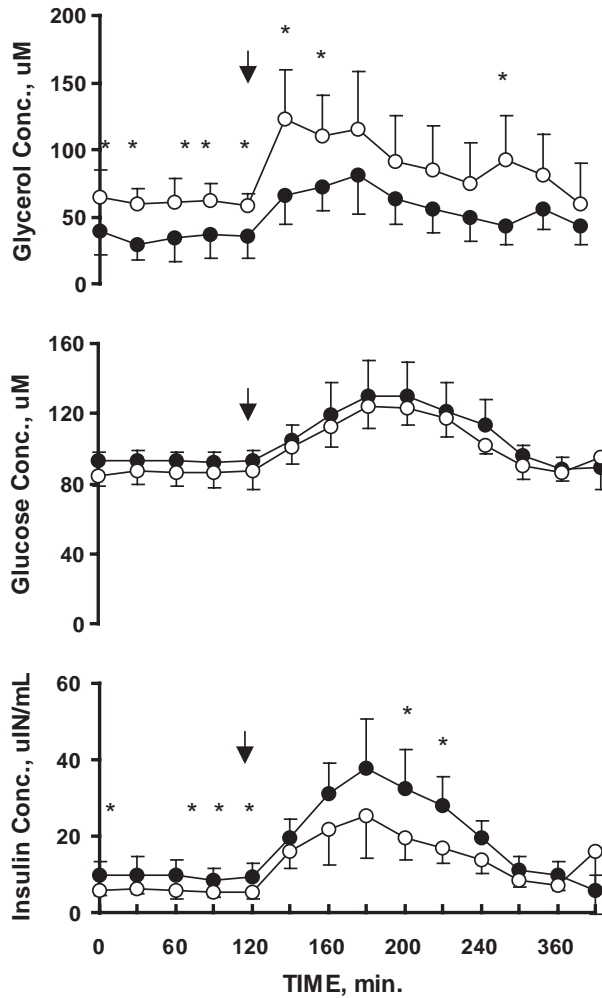 200
150
100
50
0
Glycerol Conc., uM
* * * * * * * *
160
120
80
40
0
Glucose Conc., uM
60
40
20
0
Insulin Conc., uIN/mL
* * * * * *
0 60 120 160 200 240 360
TIME, min.